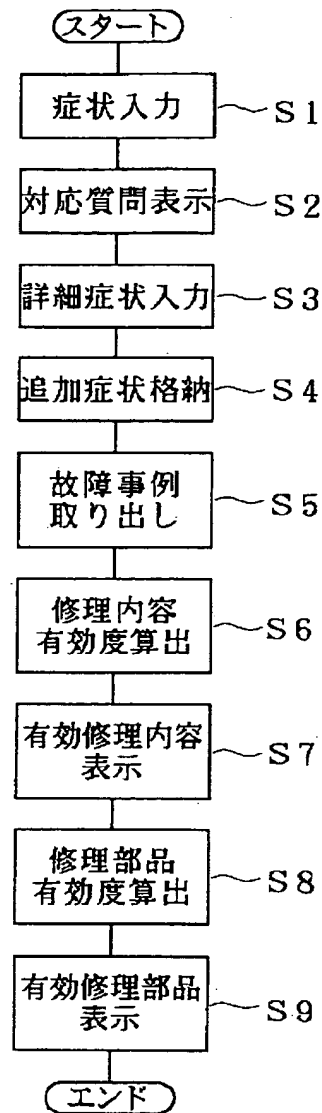 スタート
症状入力 S1
対応質問表示 S2
詳細症状入力 S3
追加症状格納 S4
故障事例
取り出し S5
修理内容
有効度算出 S6
有効修理内容
表示 S7
修理部品
有効度算出 S8
有効修理部品
表示 S9
エンド